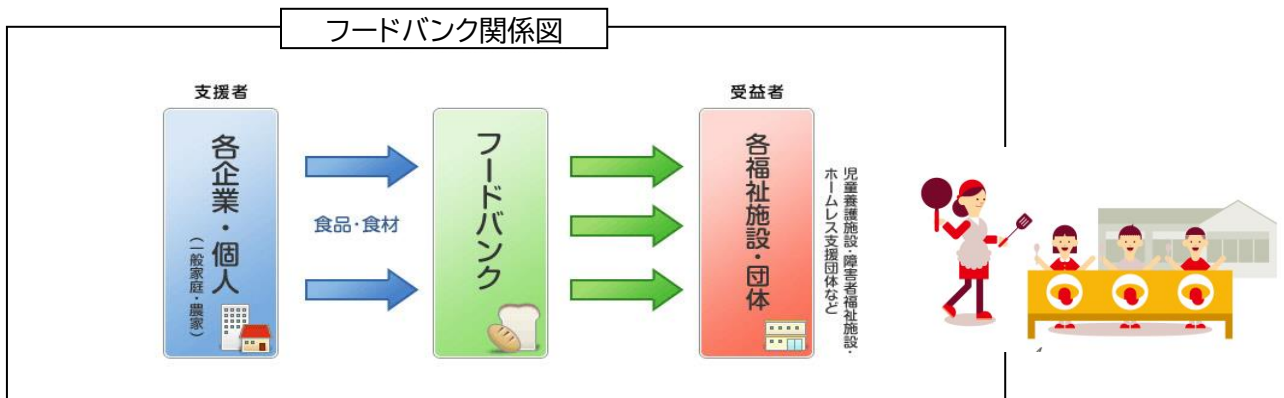 フードバンク関係図
支援者
各企業・個人
（一般家庭・農家）
食品・食材
フードバンク
受益者
各福祉施設・団体
児童養護施設・障害者福祉施設・
ホームレス支援団体など